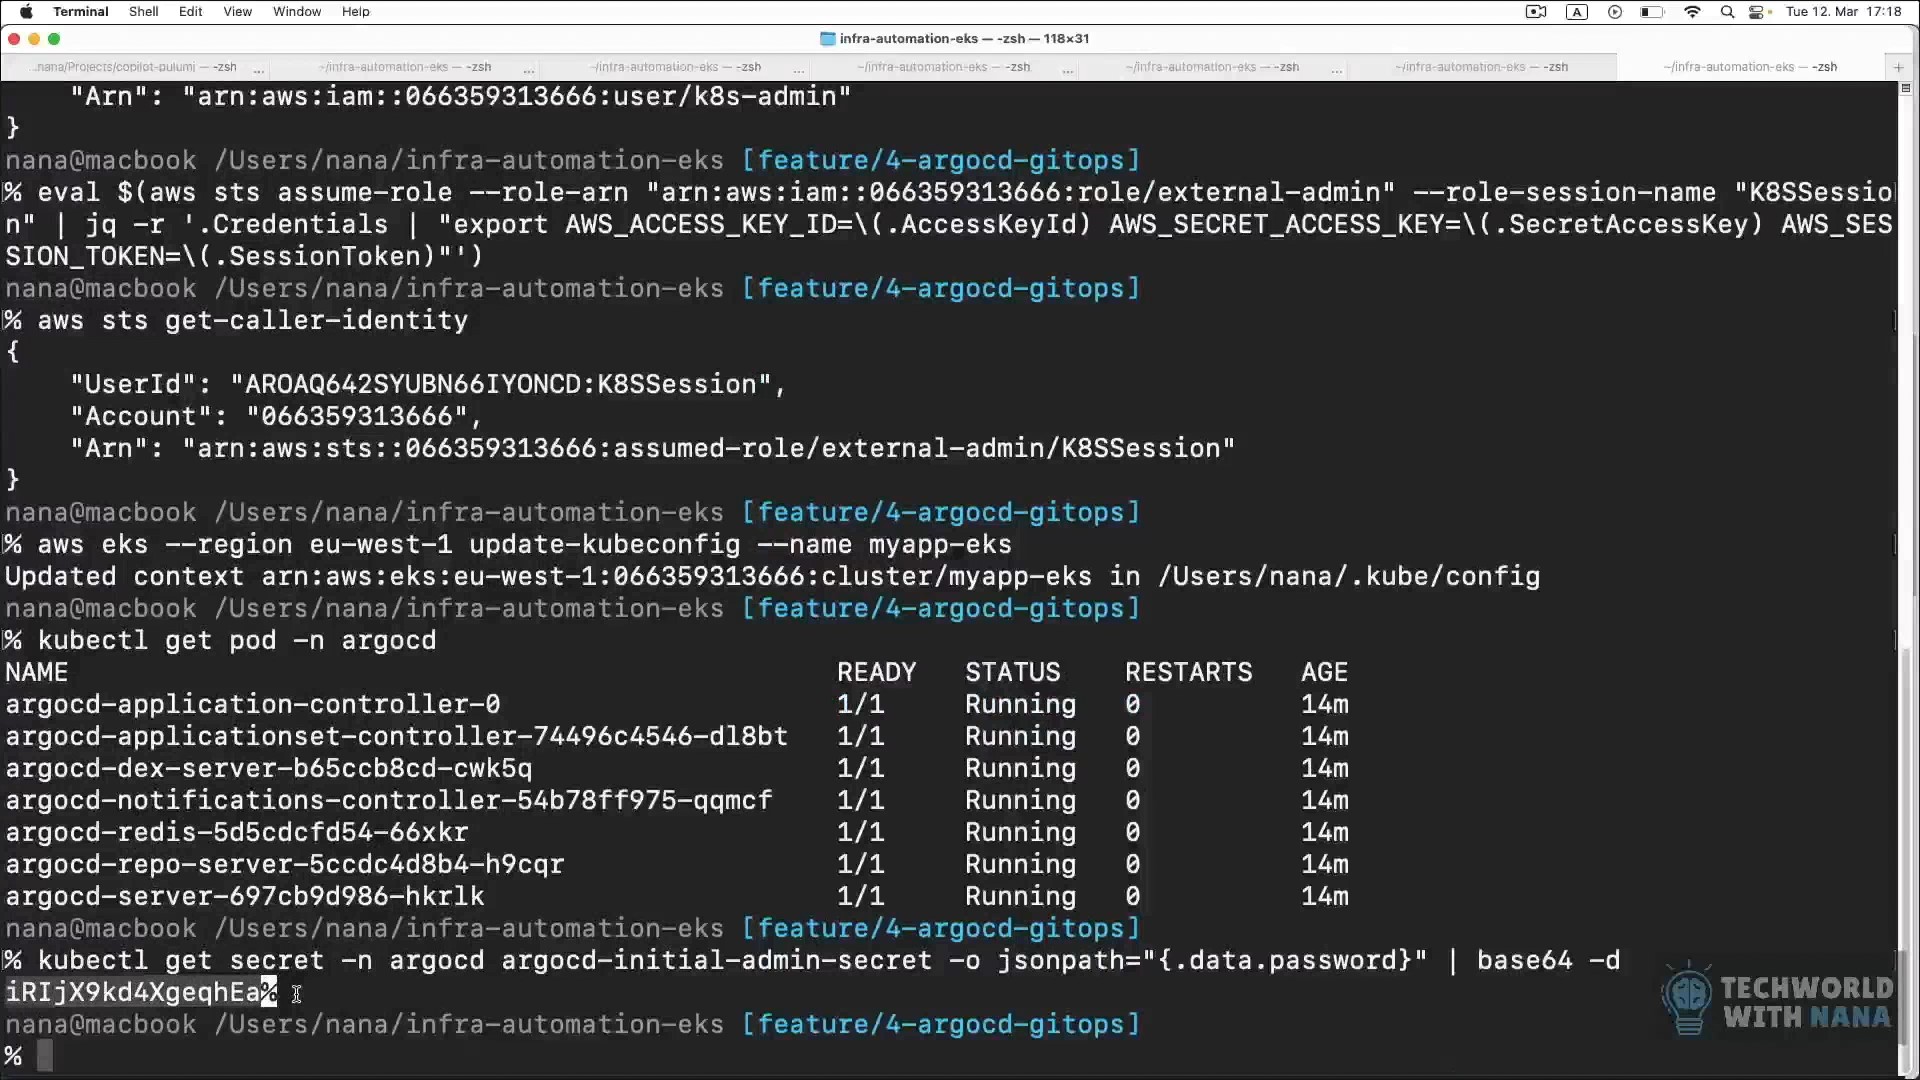 Terminal Shell Edit View Window Help A Tue 12. Mar 17:18
infra-automation-eks — -zsh — 118×31
..nana/Projects/copilot-pulumi — -zsh ... ~/infra-automation-eks — -zsh ... ~/infra-automation-eks — -zsh ... ~/infra-automation-eks — -zsh ... ~/infra-automation-eks — -zsh ... ~/infra-automation-eks — -zsh ~/infra-automation-eks — -zsh +
"Arn": "arn:aws:iam::066359313666:user/k8s-admin"
}
nana@macbook /Users/nana/infra-automation-eks [feature/4-argocd-gitops]
% eval $(aws sts assume-role --role-arn "arn:aws:iam::066359313666:role/external-admin" --role-session-name "K8SSessio
n" | jq -r '.Credentials | "export AWS_ACCESS_KEY_ID=\(.AccessKeyId) AWS_SECRET_ACCESS_KEY=\(.SecretAccessKey) AWS_SES
SION_TOKEN=\(.SessionToken)"')
nana@macbook /Users/nana/infra-automation-eks [feature/4-argocd-gitops]
% aws sts get-caller-identity
{
"UserId": "AROAQ642SYUBN66IYONCD:K8SSession",
"Account": "066359313666",
"Arn": "arn:aws:sts::066359313666:assumed-role/external-admin/K8SSession"
}
nana@macbook /Users/nana/infra-automation-eks [feature/4-argocd-gitops]
% aws eks --region eu-west-1 update-kubeconfig --name myapp-eks
Updated context arn:aws:eks:eu-west-1:066359313666:cluster/myapp-eks in /Users/nana/.kube/config
nana@macbook /Users/nana/infra-automation-eks [feature/4-argocd-gitops]
% kubectl get pod -n argocd
NAME READY STATUS RESTARTS AGE
argocd-application-controller-0 1/1 Running 0 14m
argocd-applicationset-controller-74496c4546-dl8bt 1/1 Running 0 14m
argocd-dex-server-b65ccb8cd-cwk5q 1/1 Running 0 14m
argocd-notifications-controller-54b78ff975-qqmcf 1/1 Running 0 14m
argocd-redis-5d5cdcfd54-66xkr 1/1 Running 0 14m
argocd-repo-server-5ccdc4d8b4-h9cqr 1/1 Running 0 14m
argocd-server-697cb9d986-hkrlk 1/1 Running 0 14m
nana@macbook /Users/nana/infra-automation-eks [feature/4-argocd-gitops]
% kubectl get secret -n argocd argocd-initial-admin-secret -o jsonpath="{.data.password}" | base64 -d
iRIjX9kd4XgeqhEa%
nana@macbook /Users/nana/infra-automation-eks [feature/4-argocd-gitops]
%
TECHWORLD
WITH NANA